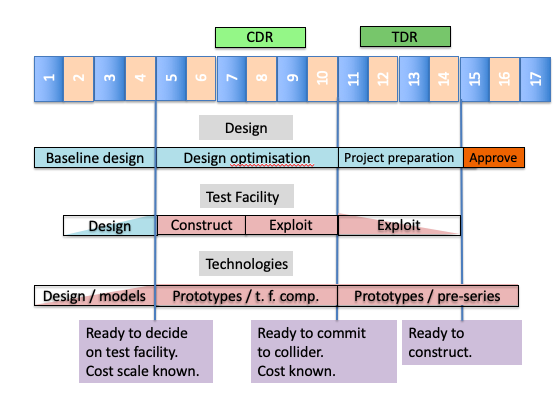 CDR
TDR
1 2 3 4 5 6 7 8 9 10 11 12 13 14 15 16 17
Design
Baseline design
Design optimisation
Project preparation
Approve
Test Facility
Design
Construct
Exploit
Exploit
Technologies
Design / models
Prototypes / t. f. comp.
Prototypes / pre-series
Ready to decide
on test facility.
Cost scale known.
Ready to commit
to collider.
Cost known.
Ready to
construct.